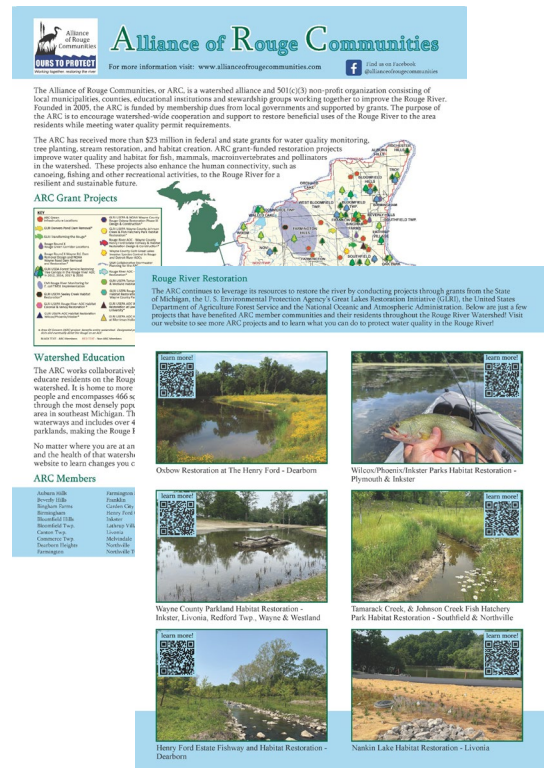 Alliance
of Rouge
Communities
OURS TO PROTECT
Working together, restoring the river
Alliance of Rouge Communities
For more information visit: www.allianceofrougecommunities.com
Find us on Facebook
@allianceofrougecommunities
The Alliance of Rouge Communities, or ARC, is a watershed alliance and 501(c)(3) non-profit organization consisting of
local municipalities, counties, educational institutions and stewardship groups working together to improve the Rouge River.
Founded in 2005, the ARC is funded by membership dues from local governments and supported by grants. The purpose of
the ARC is to encourage watershed-wide cooperation and support to restore beneficial uses of the Rouge River to the area
residents while meeting water quality permit requirements.
The ARC has received more than $23 million in federal and state grants for water quality monitoring,
tree planting, stream restoration, and habitat creation. ARC grant-funded restoration projects
improve water quality and habitat for fish, mammals, macroinvertebrates and pollinators
in the watershed. These projects also enhance the human connectivity, such as
canoeing, fishing and other recreational activities, to the Rouge River for a
resilient and sustainable future.
ARC Grant Projects
KEY
Rouge River Restoration
The ARC continues to leverage its resources to restore the river by conducting projects through grants from the State
of Michigan, the U. S. Environmental Protection Agency's Great Lakes Restoration Initiative (GLRI), the United States
Department of Agriculture Forest Service and the National Oceanic and Atmospheric Administration. Below are just a few
projects that have benefited ARC member communities and their residents throughout the Rouge River Watershed! Visit
our website to see more ARC projects and to learn what you can do to protect water quality in the Rouge River!
Watershed Education
The ARC works collaboratively
educate residents on the Rouge
watershed. It is home to more
people and encompasses 466 sq
through the most densely popu
area in southeast Michigan. Th
waterways and includes over 4
parklands, making the Rouge R
No matter where you are at an
and the health of that watersh
website to learn changes you c
ARC Members
Auburn Hills
Beverly Hills
Bingham Farms
Birmingham
Bloomfield Hills
Bloomfield Twp.
Canton Twp.
Commerce Twp.
Dearborn Heights
Farmington
Farmington
Franklin
Garden City
Henry Ford
Inkster
Lathrup Vill
Livonia
Melvindale
Northville
Northville T
learn more!
Oxbow Restoration at The Henry Ford - Dearborn
learn more!
Wilcox/Phoenix/Inkster Parks Habitat Restoration -
Plymouth & Inkster
learn more!
Wayne County Parkland Habitat Restoration -
Inkster, Livonia, Redford Twp., Wayne & Westland
learn more!
Tamarack Creek, & Johnson Creek Fish Hatchery
Park Habitat Restoration - Southfield & Northville
learn more!
Henry Ford Estate Fishway and Habitat Restoration -
Dearborn
learn more!
Nankin Lake Habitat Restoration - Livonia